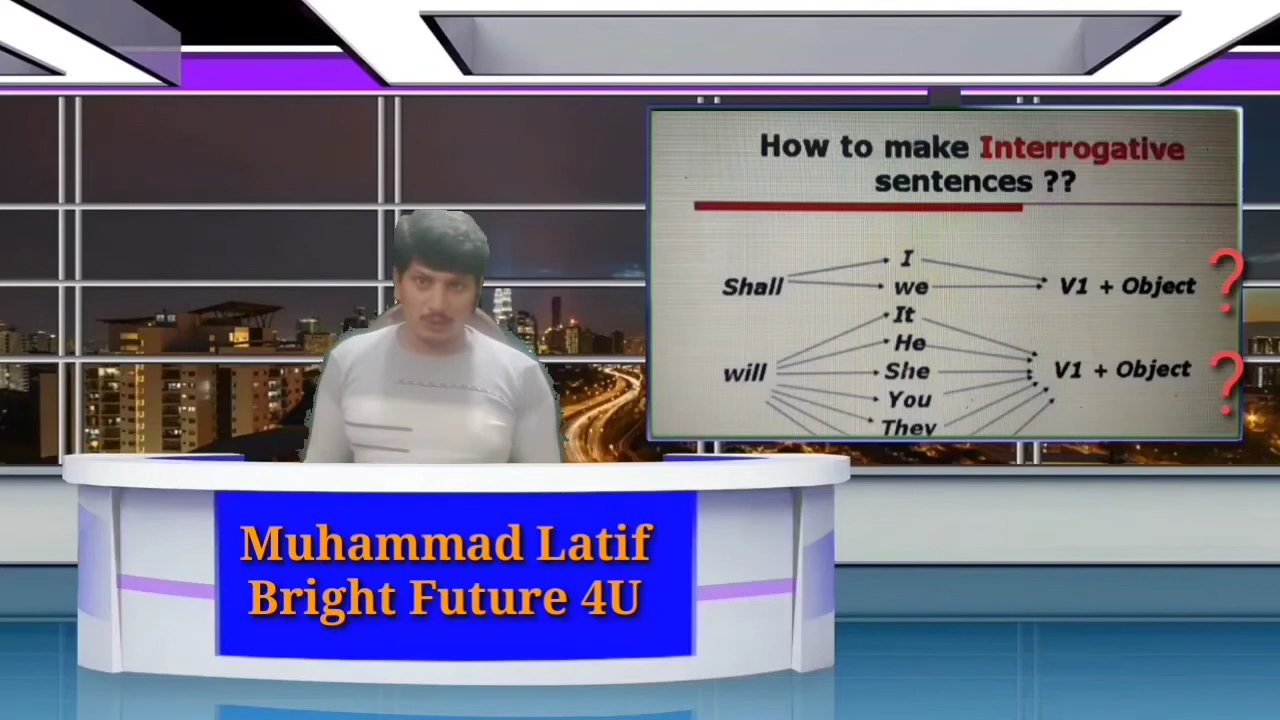 How to make Interrogative
sentences ??
I
Shall we V1 + Object ?
It
He
will She V1 + Object ?
You
They
Muhammad Latif
Bright Future 4U